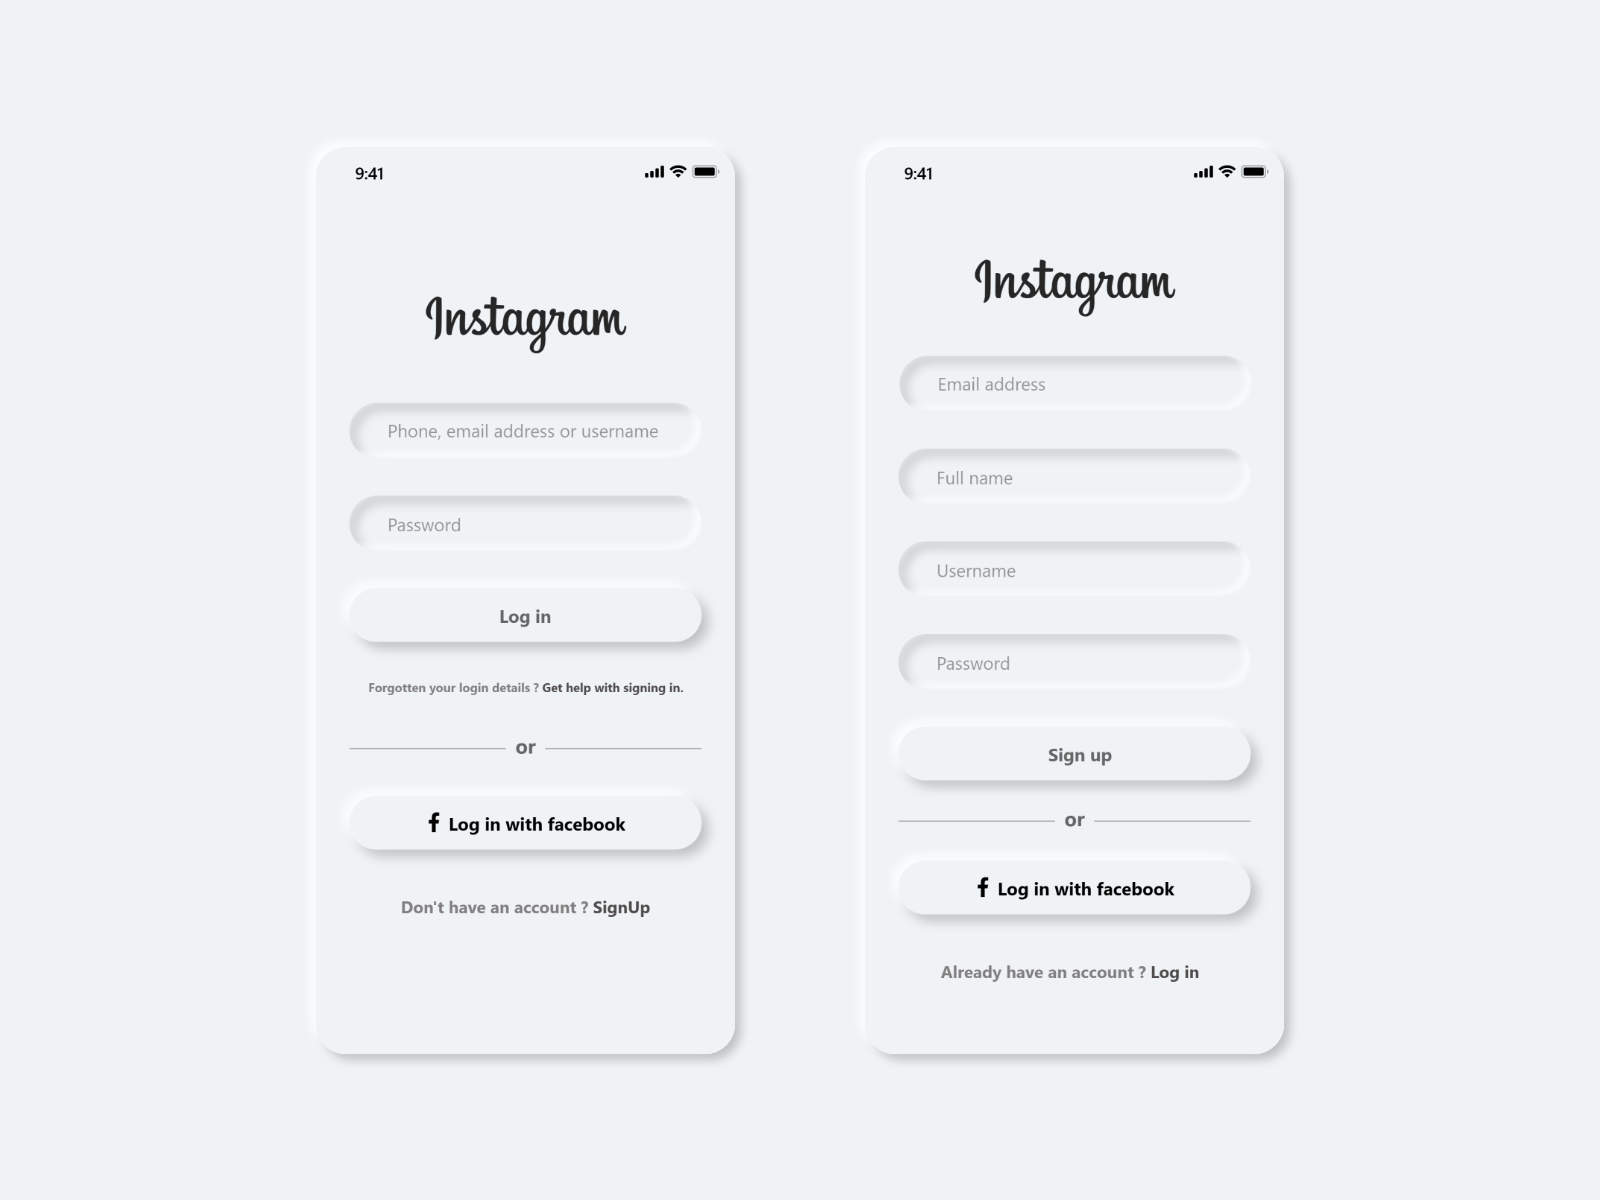 9:41
Instagram
Phone, email address or username
Password
Log in
Forgotten your login details ? Get help with signing in.
or
Log in with facebook
Don't have an account ? SignUp
9:41
Instagram
Email address
Full name
Username
Password
Sign up
or
Log in with facebook
Already have an account ? Log in